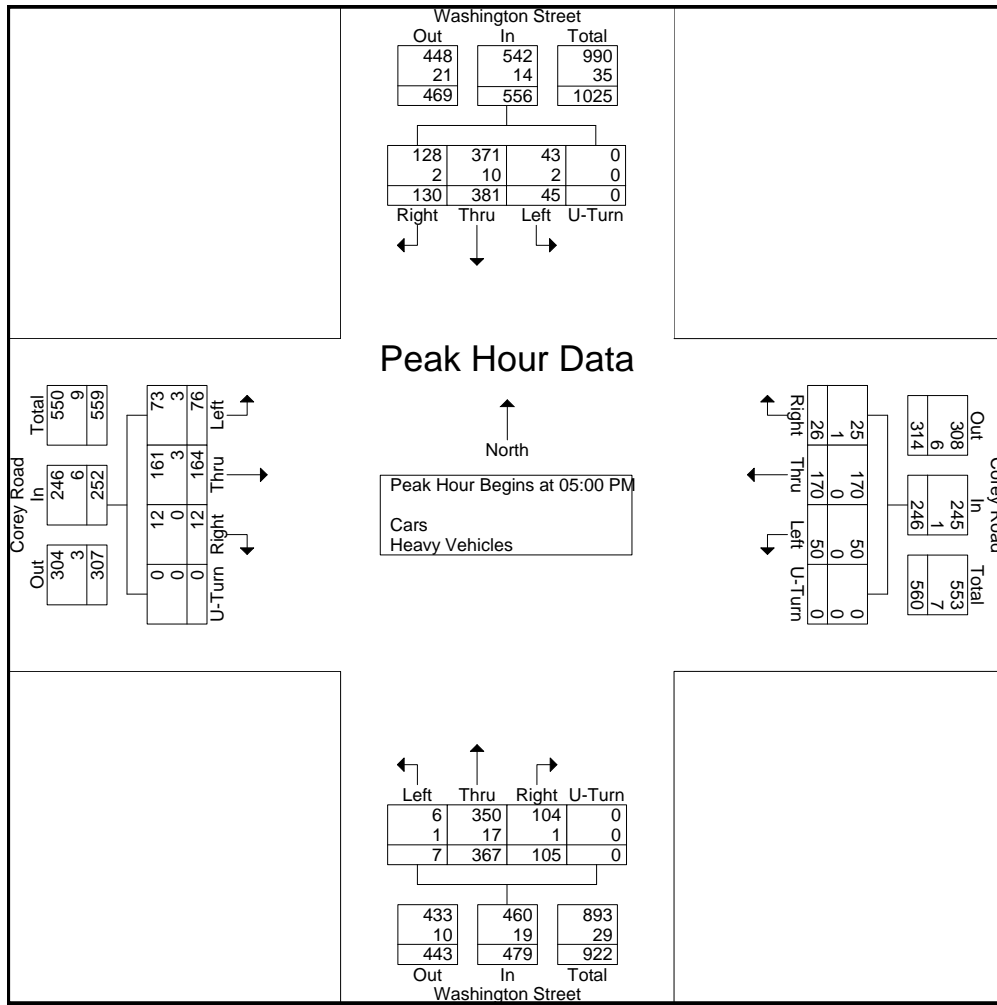 Washington Street
Out In Total
448 542 990
21 14 35
469 556 1025
128 371 43 0
2 10 2 0
130 381 45 0
Right Thru Left U-Turn
Peak Hour Data
North
Peak Hour Begins at 05:00 PM
Cars
Heavy Vehicles
Corey Road
Total In Out
550 246 304
9 6 3
559 252 307
73 161 12 0
3 3 0 0
76 164 12 0
Left Thru Right U-Turn
Right Thru Left U-Turn
26 170 50 0
1 0 0 0
25 170 50 0
314 246 560
6 1 7
308 245 553
Out In Total
Corey Road
Left Thru Right U-Turn
6 350 104 0
1 17 1 0
7 367 105 0
433 460 893
10 19 29
443 479 922
Out In Total
Washington Street